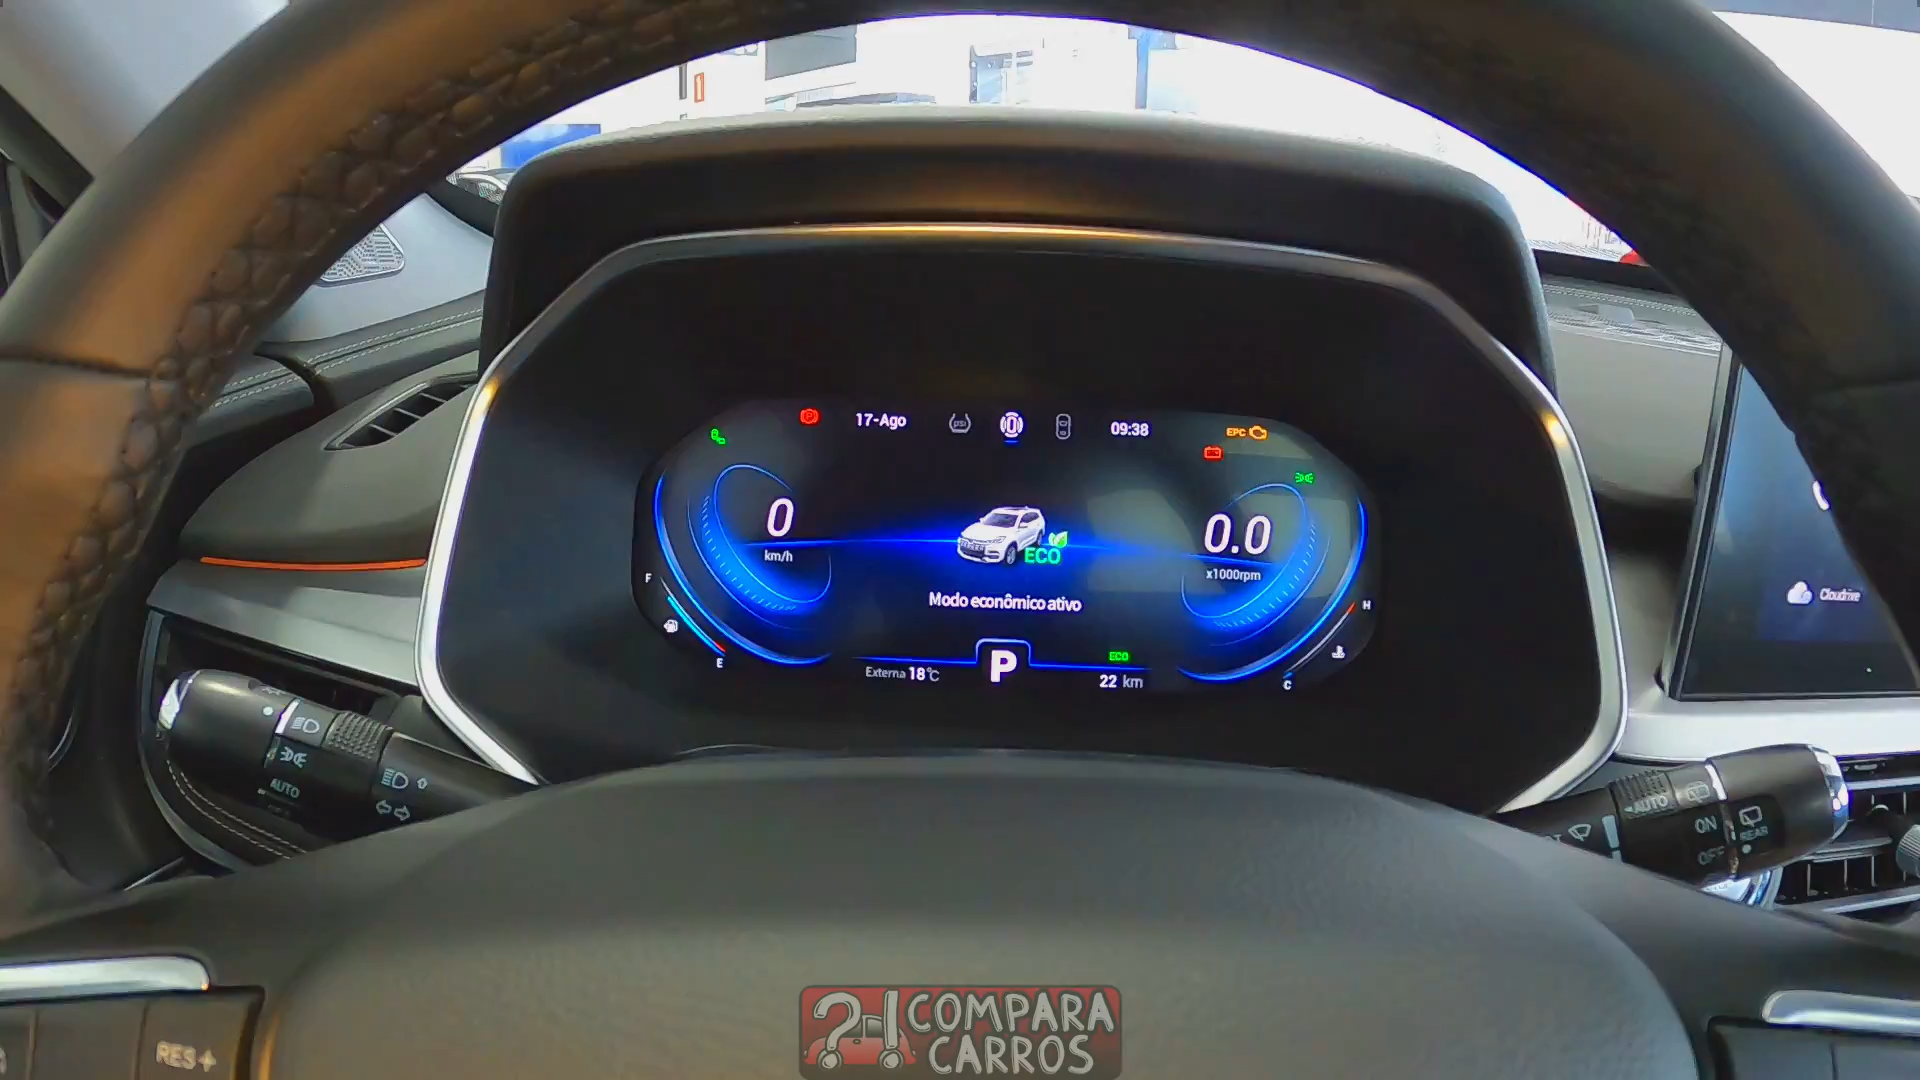 17-Ago
psi
09:38
EPC
0
km/h
ECO
0.0
x1000rpm
Modo econômico ativo
F
E
H
C
Externa 18°C
P
ECO
22 km
Cloudrive
AUTO
AUTO
ON
OFF
REAR
RES+
COMPARA
CARROS